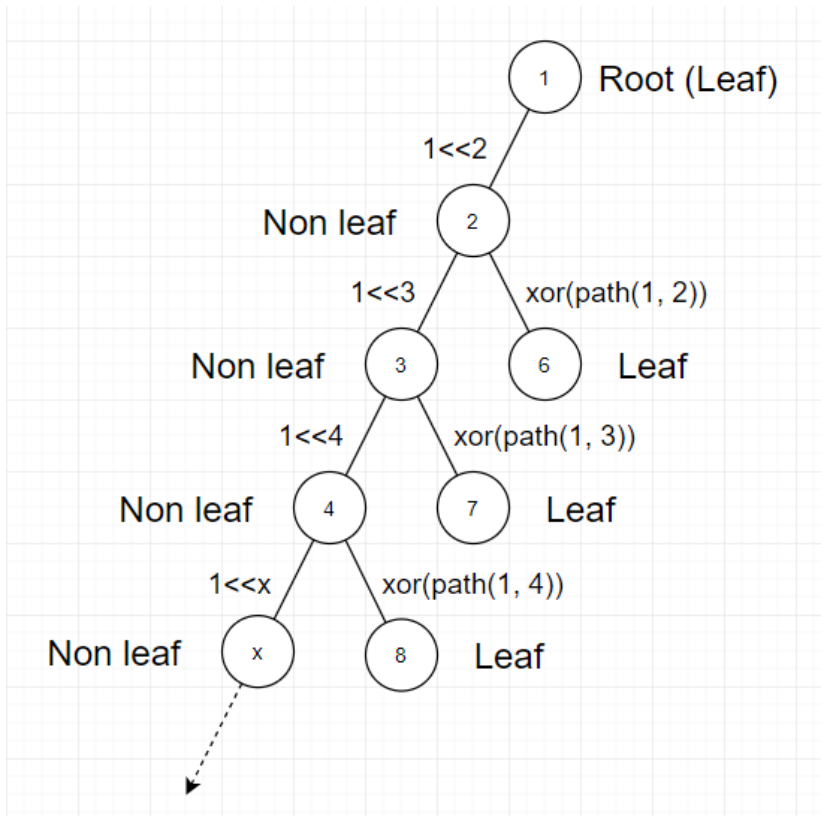 1 Root (Leaf)
1<<2
Non leaf 2
1<<3 xor(path(1, 2))
Non leaf 3 6 Leaf
1<<4 xor(path(1, 3))
Non leaf 4 7 Leaf
1<<x xor(path(1, 4))
Non leaf x 8 Leaf